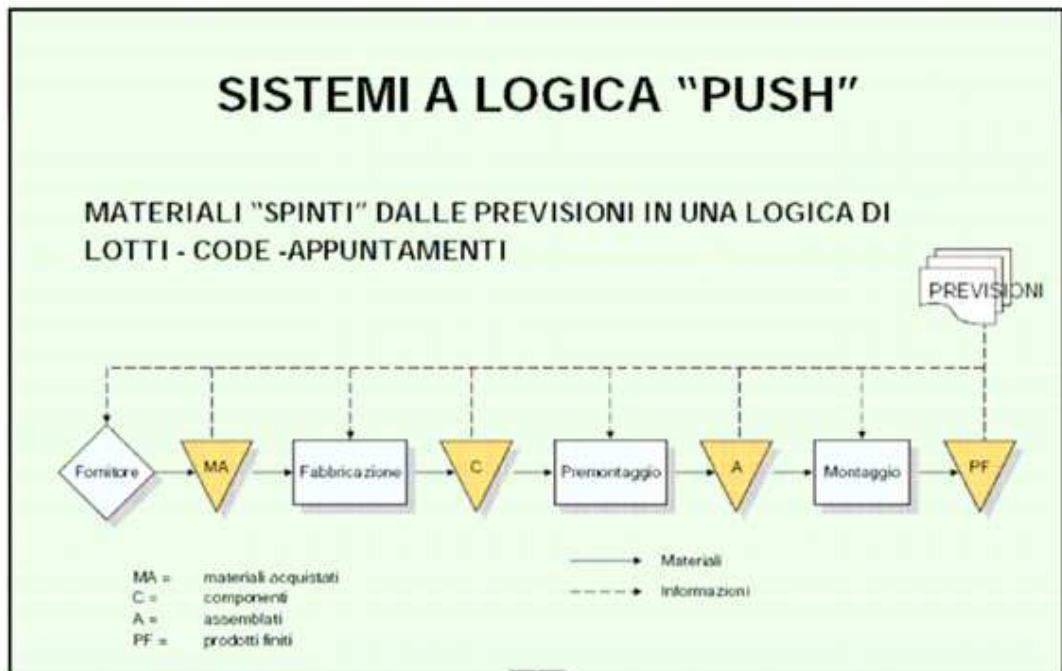 SISTEMI A LOGICA "PUSH"
MATERIALI "SPINTI" DALLE PREVISIONI IN UNA LOGICA DI
LOTTI - CODE -APPUNTAMENTI
PREVISIONI
Fornitore
MA
Fabbricazione
C
Premontaggio
A
Montaggio
PF
MA = materiali acquistati
C = componenti
A = assemblati
PF = prodotti finiti
Materiali
Informazioni